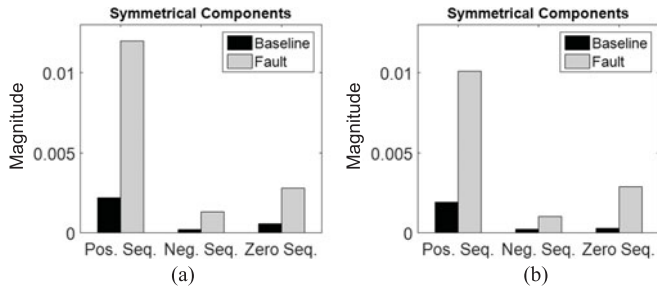 Symmetrical Components
Baseline
Fault
Magnitude
0.01
0.005
0
Pos. Seq. Neg. Seq. Zero Seq.
(a)
Symmetrical Components
Baseline
Fault
Magnitude
0.01
0.005
0
Pos. Seq. Neg. Seq. Zero Seq.
(b)